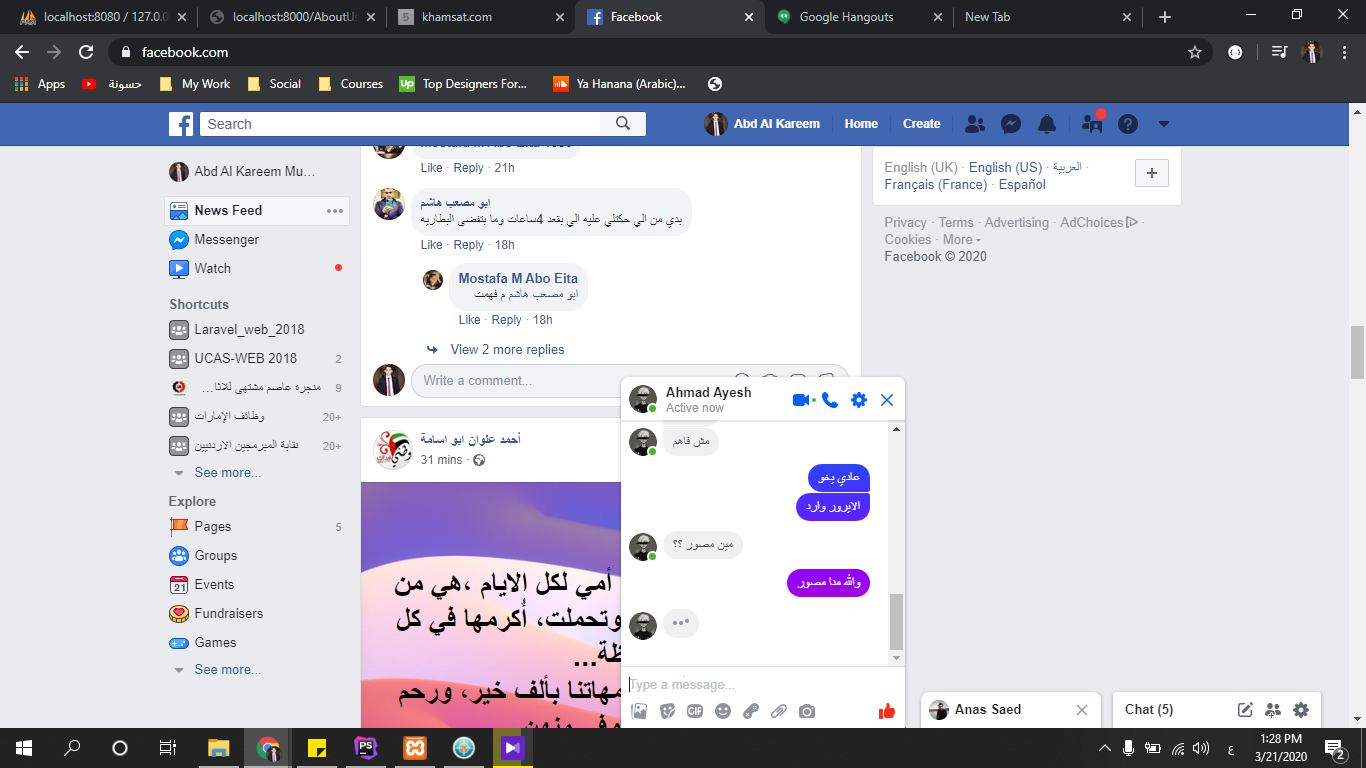 localhost:8080 / 127.0.0
localhost:8000/AboutUs
khamsat.com
Facebook
Google Hangouts
New Tab
facebook.com
Apps
حسونة
My Work
Social
Courses
Top Designers For...
Ya Hanana (Arabic)...
Search
Abd Al Kareem
Home
Create
Abd Al Kareem Mu...
News Feed
Messenger
Watch
Shortcuts
Laravel_web_2018
UCAS-WEB 2018 2
منجرة عاصم مشتهى للاثا... 9
وظائف الإمارات 20+
نقابة المبرمجين الاردنيين 20+
See more...
Explore
Pages 5
Groups
Events
Fundraisers
Games
See more...
Like · Reply · 21h
ابو مصعب هاشم
بدي من الي حكتلي عليه الي بقعد 4ساعات وما بتفضى البطاريه
Like · Reply · 18h
Mostafa M Abo Eita
ابو مصعب هاشم م فهمت
Like · Reply · 18h
View 2 more replies
Write a comment...
أحمد علوان ابو اسامة
31 mins ·
أمي لكل الايام ،هي من
وتحملت، أُكرمها في كل
ظة...
مهاتنا بألف خير، ورحم
English (UK) · English (US) · العربية ·
Français (France) · Español
Privacy · Terms · Advertising · AdChoices ·
Cookies · More
Facebook © 2020
Ahmad Ayesh
Active now
مش فاهم
عادي يخو
الايرور وارد
مين مصور ؟؟
والله منا مصور
Type a message...
GIF
Anas Saed
Chat (5)
1:28 PM
3/21/2020
ع
2